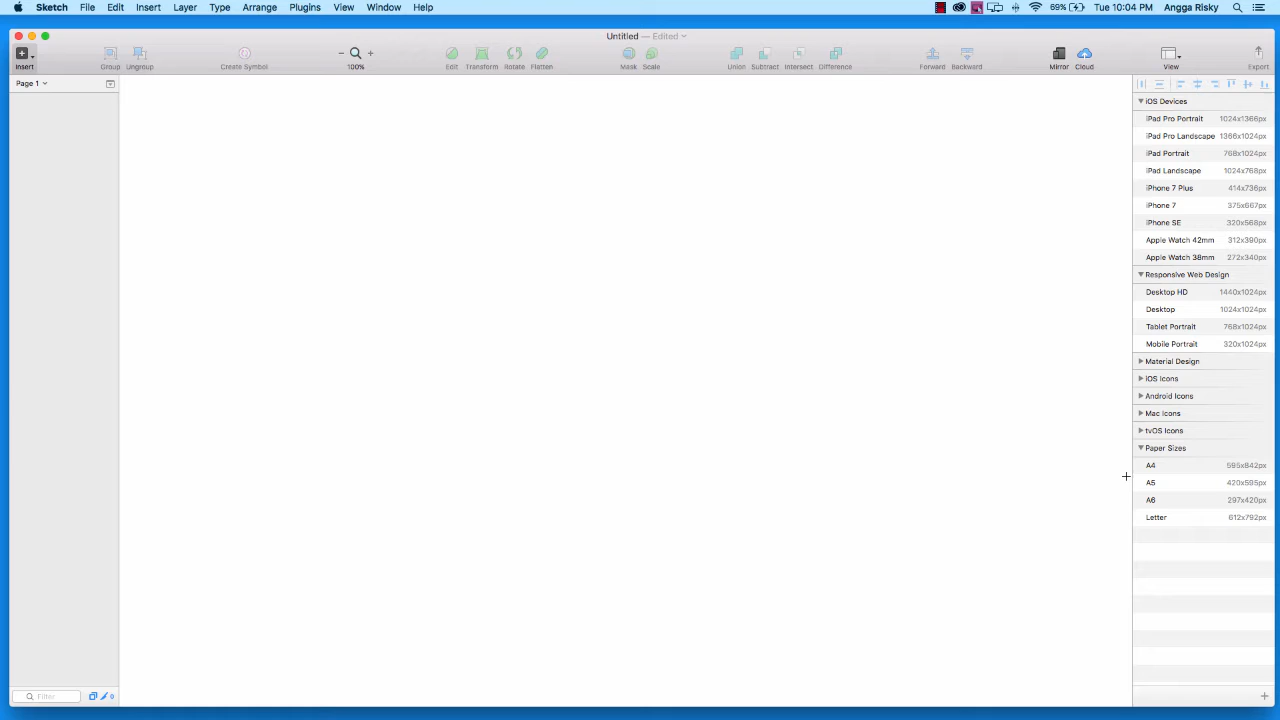 Sketch File Edit Insert Layer Type Arrange Plugins View Window Help 69% Tue 10:04 PM Angga Risky
Untitled — Edited
Insert Group Ungroup Create Symbol 100% Edit Transform Rotate Flatten Mask Scale Union Subtract Intersect Difference Forward Backward Mirror Cloud View Export
Page 1
iOS Devices
iPad Pro Portrait 1024x1366px
iPad Pro Landscape 1366x1024px
iPad Portrait 768x1024px
iPad Landscape 1024x768px
iPhone 7 Plus 414x736px
iPhone 7 375x667px
iPhone SE 320x568px
Apple Watch 42mm 312x390px
Apple Watch 38mm 272x340px
Responsive Web Design
Desktop HD 1440x1024px
Desktop 1024x1024px
Tablet Portrait 768x1024px
Mobile Portrait 320x1024px
Material Design
iOS Icons
Android Icons
Mac Icons
tvOS Icons
Paper Sizes
A4 595x842px
A5 420x595px
A6 297x420px
Letter 612x792px
Filter 0